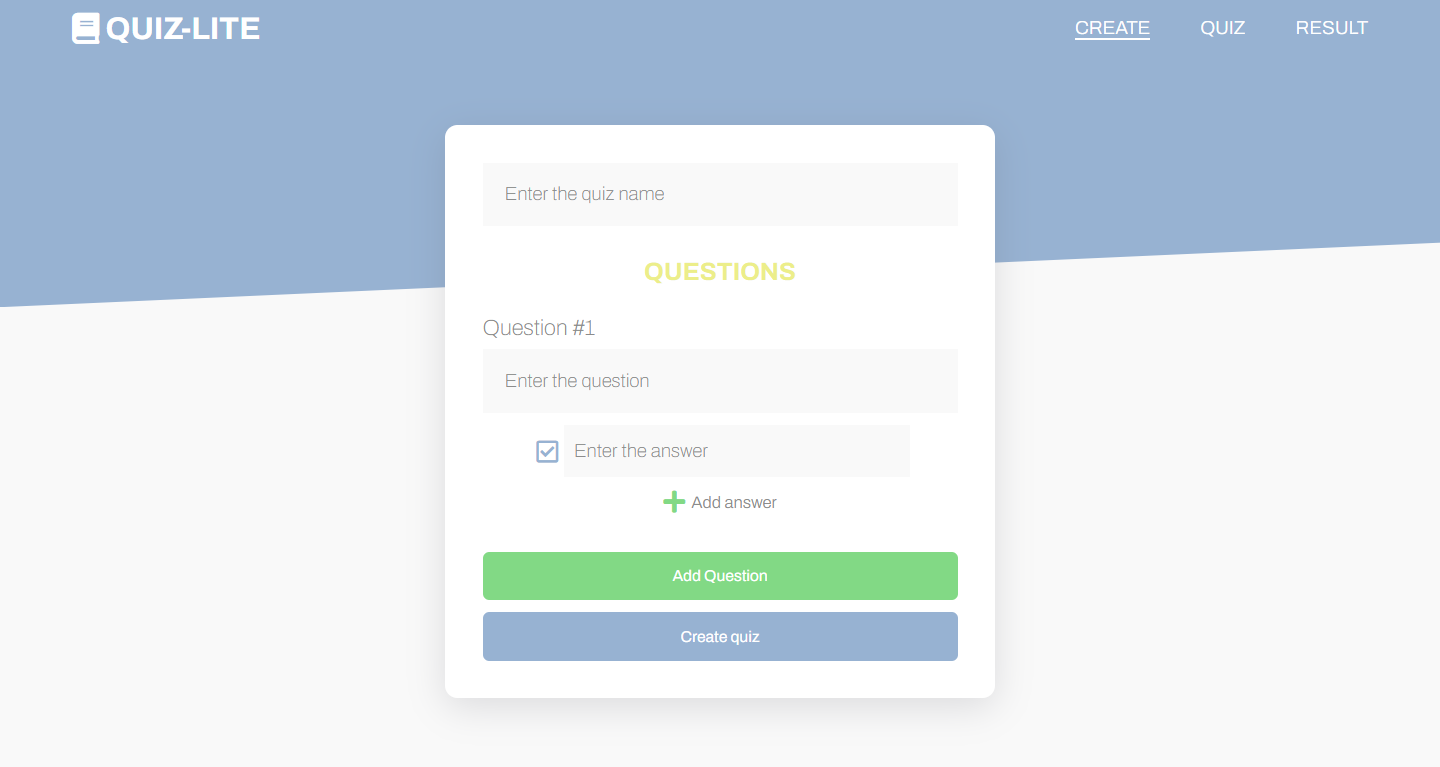 QUIZ-LITE
CREATE QUIZ RESULT
Enter the quiz name
QUESTIONS
Question #1
Enter the question
Enter the answer
Add answer
Add Question
Create quiz